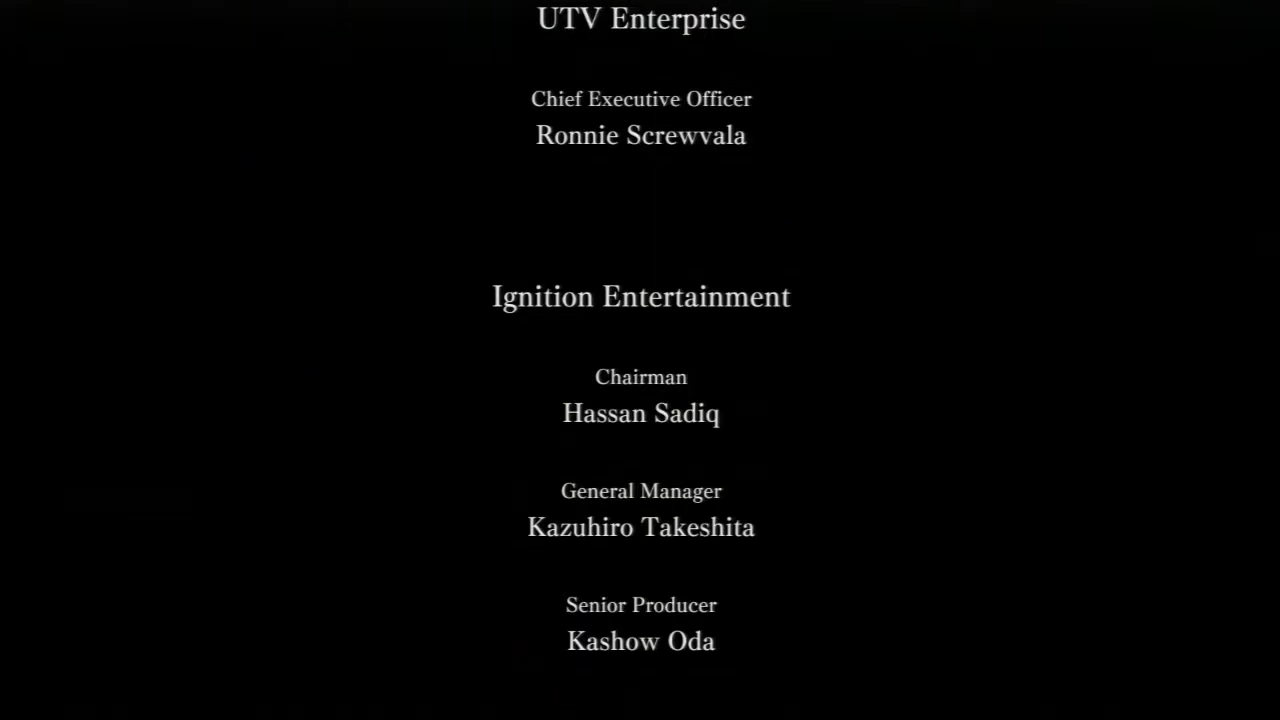 UTV Enterprise
Chief Executive Officer
Ronnie Screwvala
Ignition Entertainment
Chairman
Hassan Sadiq
General Manager
Kazuhiro Takeshita
Senior Producer
Kashow Oda